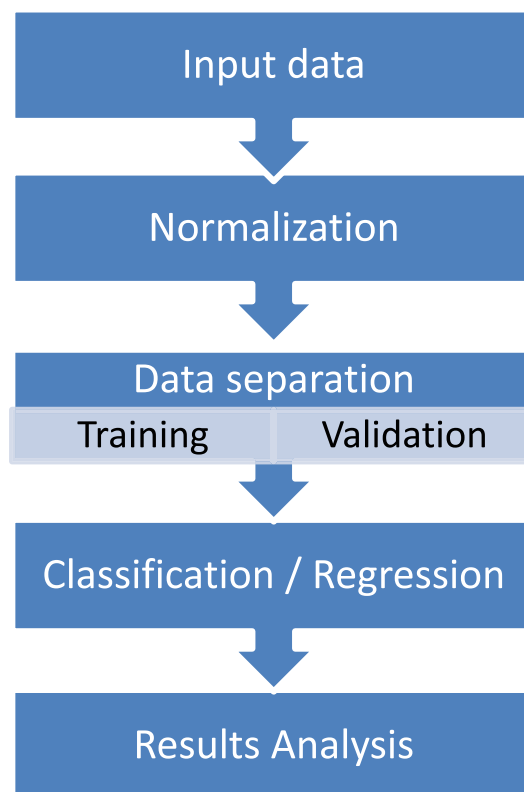 Input data
Normalization
Data separation
Training Validation
Classification / Regression
Results Analysis